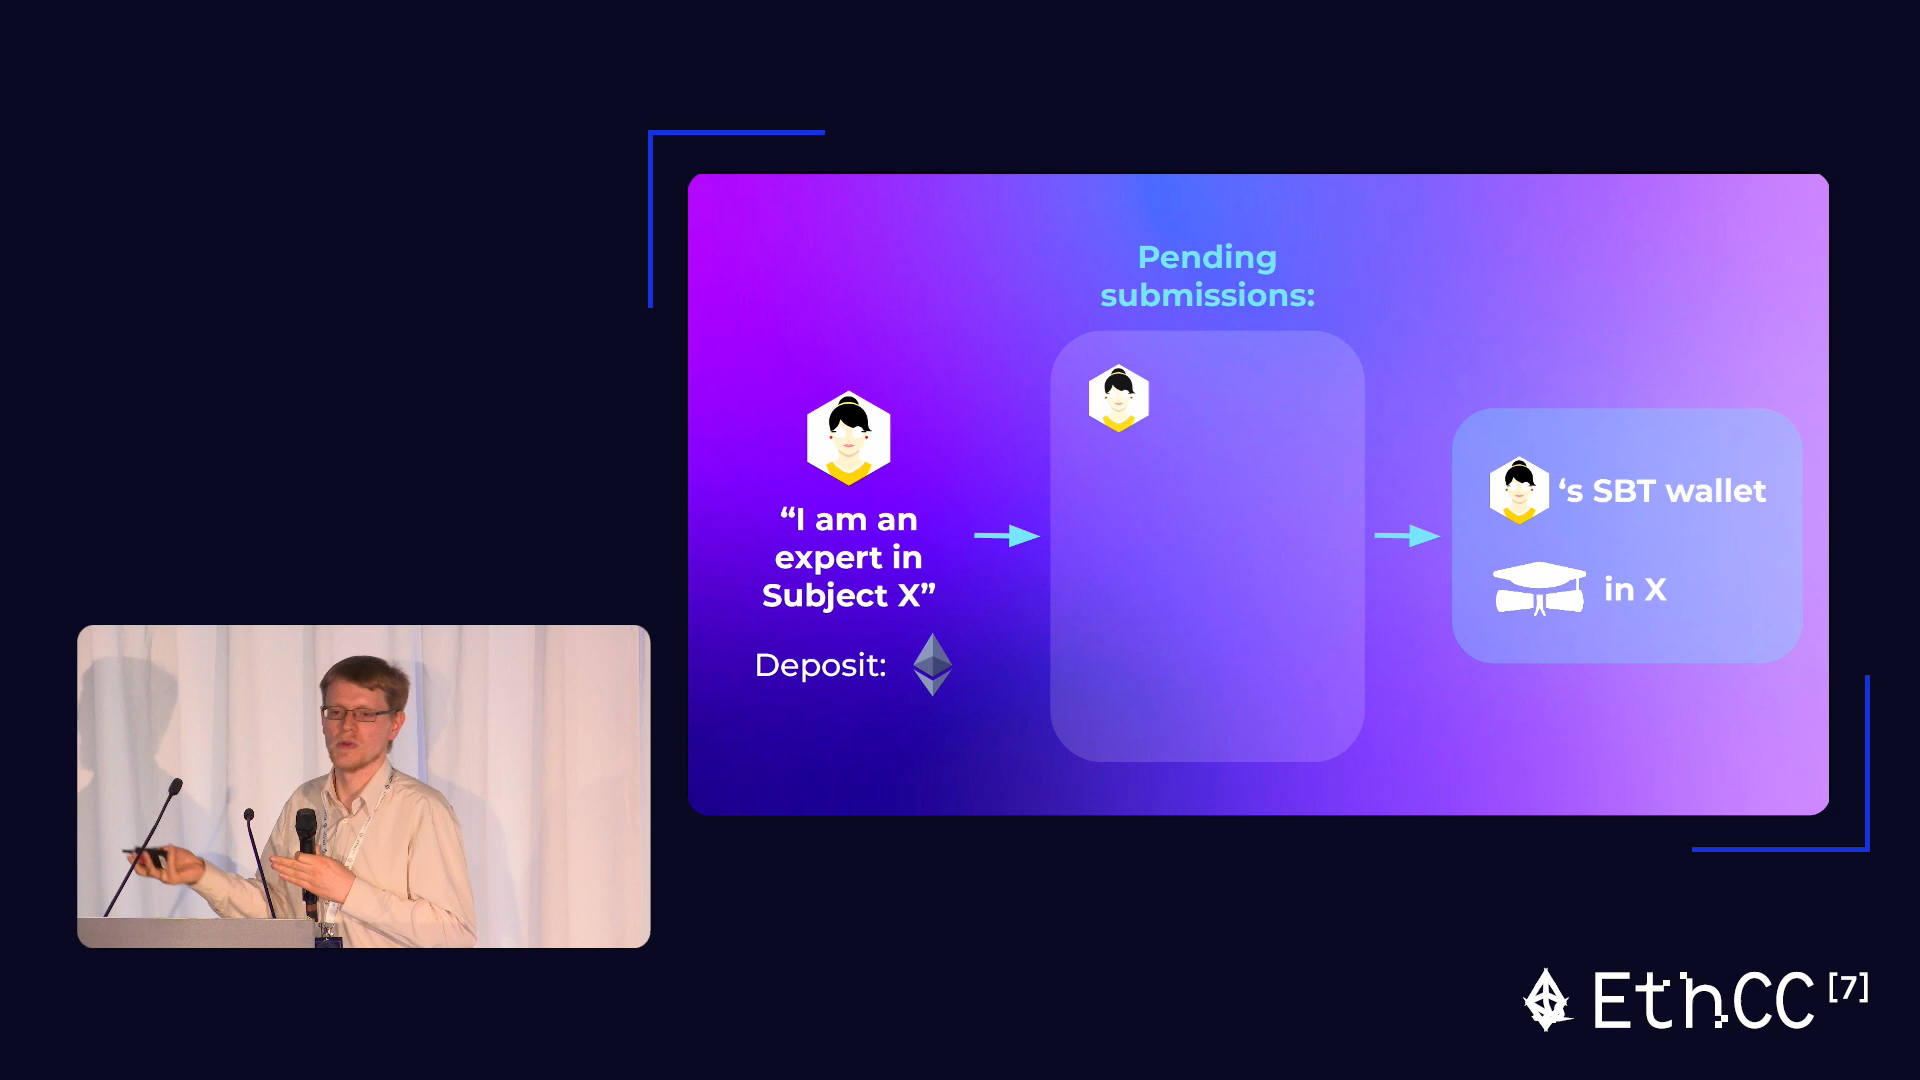 Pending
submissions:
“I am an
expert in
Subject X”
Deposit:
‘s SBT wallet
in X
EthCC [7]